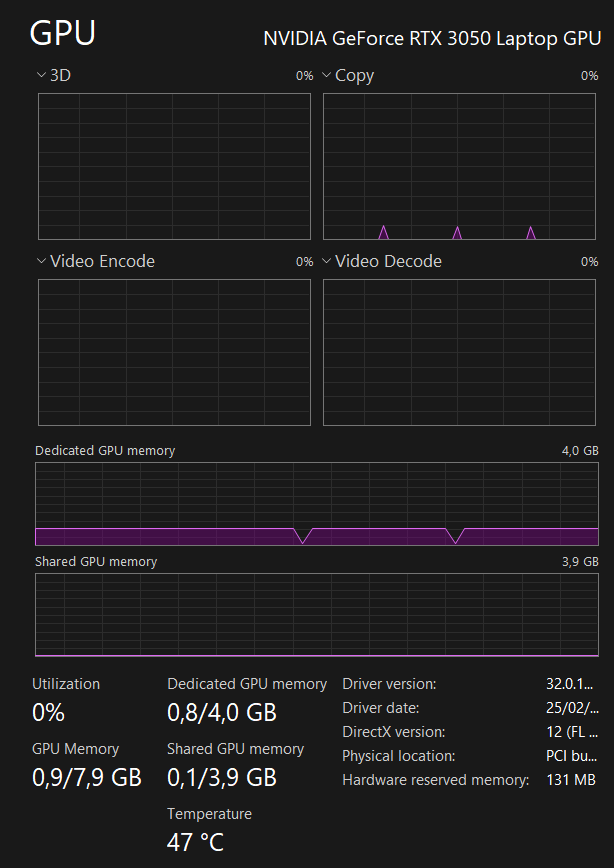 GPU
NVIDIA GeForce RTX 3050 Laptop GPU
3D 0%
Copy 0%
Video Encode 0%
Video Decode 0%
Dedicated GPU memory 4,0 GB
Shared GPU memory 3,9 GB
Utilization
0%
Dedicated GPU memory
0,8/4,0 GB
GPU Memory
0,9/7,9 GB
Shared GPU memory
0,1/3,9 GB
Temperature
47 °C
Driver version: 32.0.1...
Driver date: 25/02/...
DirectX version: 12 (FL ...
Physical location: PCI bu...
Hardware reserved memory: 131 MB